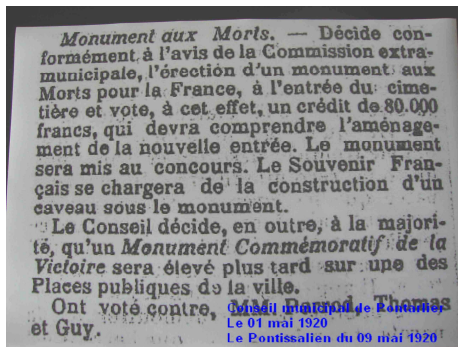 Monument aux Morts. — Décide con-
formément à l'avis de la Commission extra-
municipale, l'érection d'un monument aux
Morts pour la France, à l'entrée du cime-
tière et vote, à cet effet, un crédit de 80.000
francs, qui devra comprendre l'aménage-
ment de la nouvelle entrée. Le monument
sera mis au concours. Le Souvenir Fran-
çais se chargera de la construction d'un
caveau sous le monument.
Le Conseil décide, en outre, à la majori-
té, qu'un Monument Commémoratif de la
Victoire sera élevé plus tard sur une des
Places publiques de la ville.
Ont voté contre, MM. Thomas
et Guy.
Conseil municipal de Pontarlier
Le 01 mai 1920
Le Pontissalien du 09 mai 1920